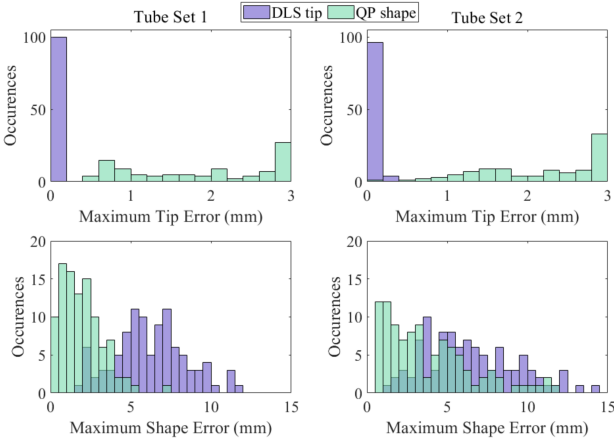 Tube Set 1
DLS tip QP shape
Tube Set 2
100
50
0
Occurences
0 1 2 3
Maximum Tip Error (mm)
100
50
0
Occurences
0 1 2 3
Maximum Tip Error (mm)
20
15
10
5
0
Occurences
0 5 10 15
Maximum Shape Error (mm)
20
15
10
5
0
Occurences
0 5 10 15
Maximum Shape Error (mm)